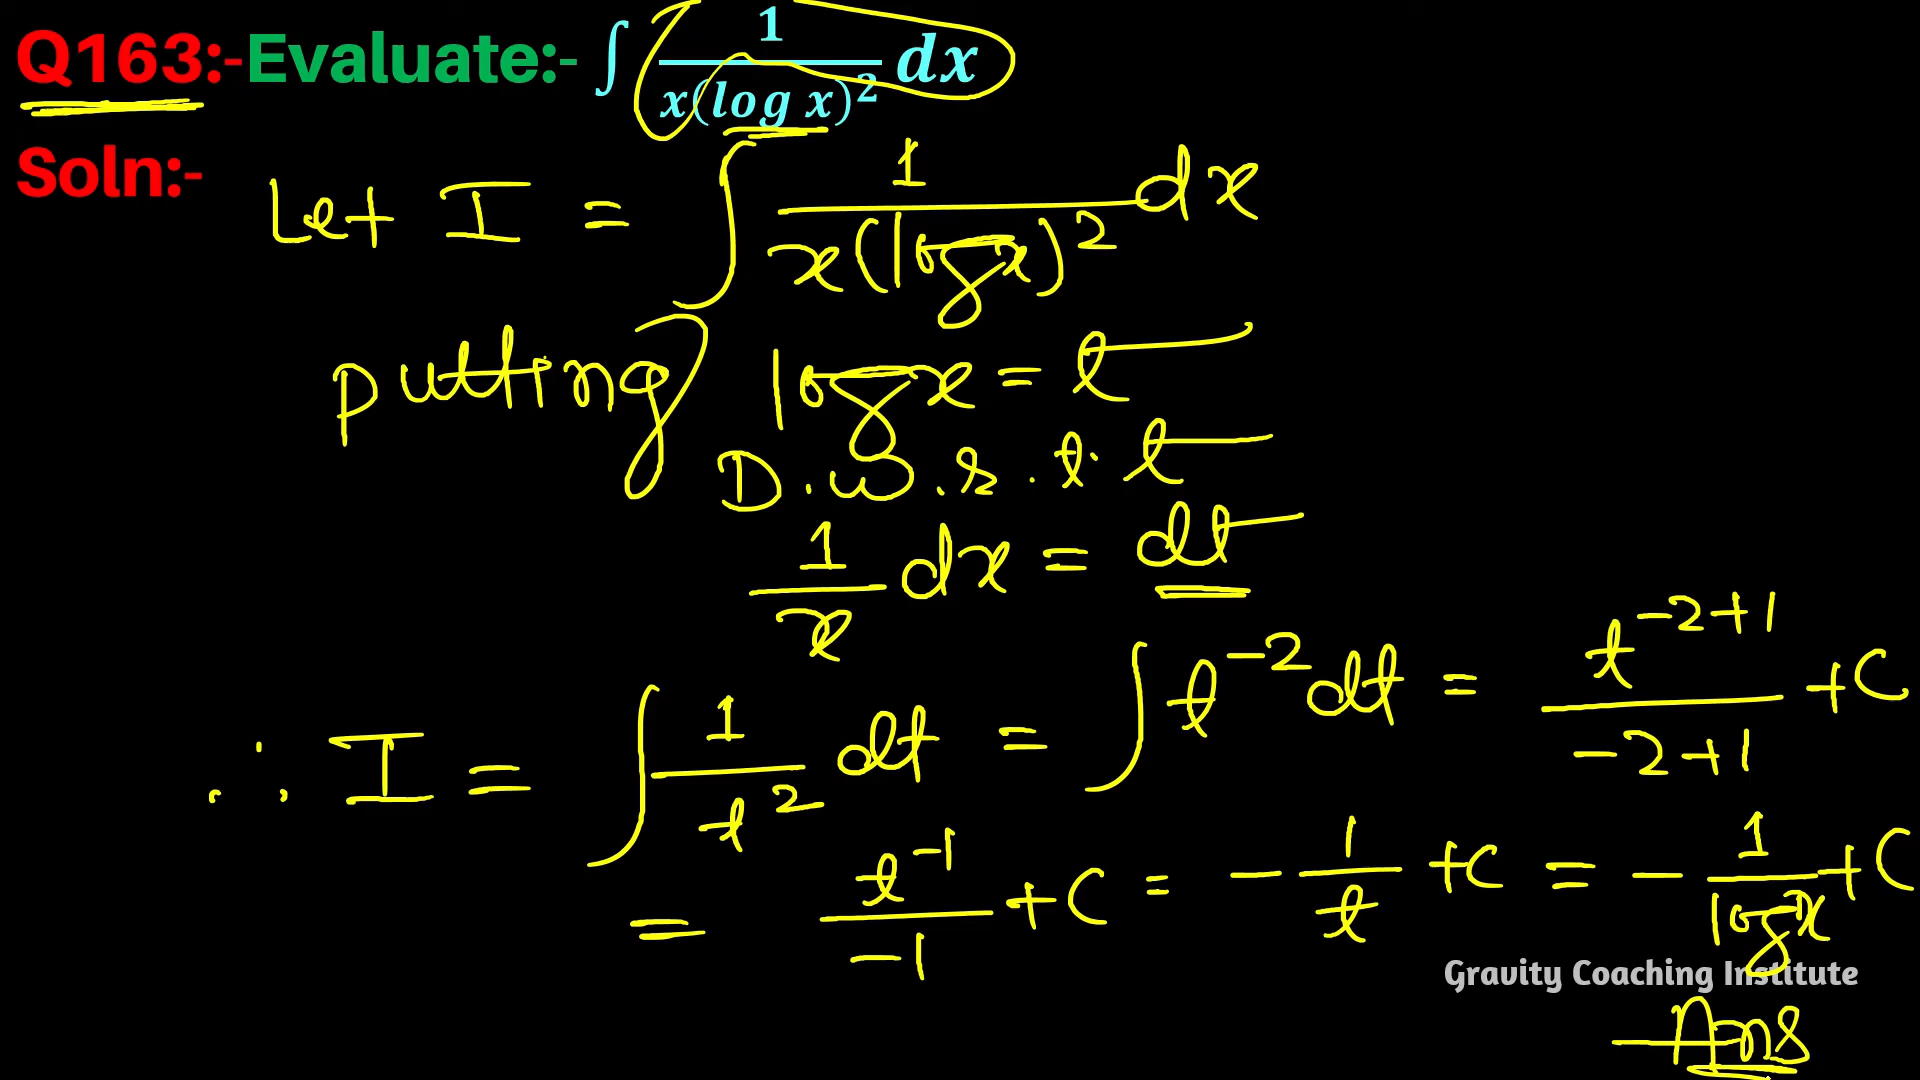 Q163:-Evaluate:- ∫ 1/(x(log x)²) dx
Soln:- Let I = ∫ 1/(x(log x)²) dx
putting log x = t
D.w.r.t. t
1/x dx = dt
∴ I = ∫ 1/t² dt = ∫ t⁻² dt = t⁻²⁺¹/(-2+1) + C
= t⁻¹/-1 + C = - 1/t + C = - 1/log x + C
Gravity Coaching Institute
Ans